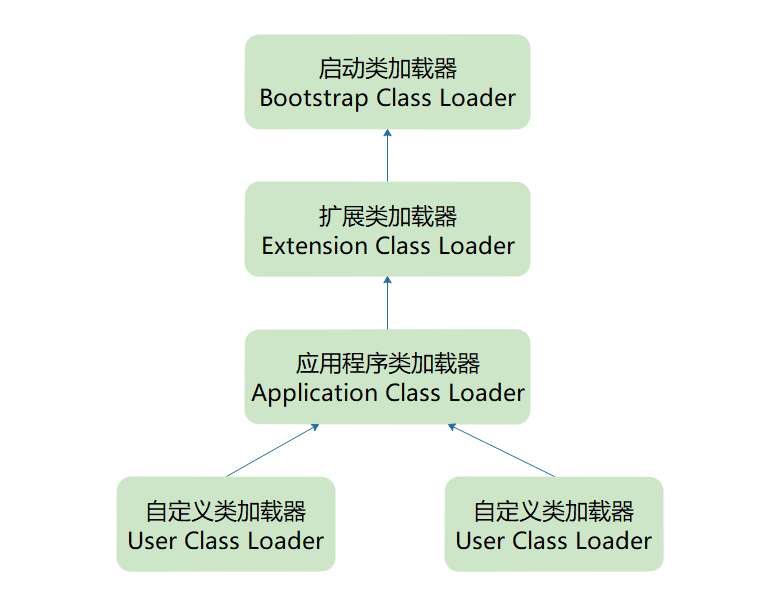 启动类加载器
Bootstrap Class Loader
扩展类加载器
Extension Class Loader
应用程序类加载器
Application Class Loader
自定义类加载器
User Class Loader
自定义类加载器
User Class Loader